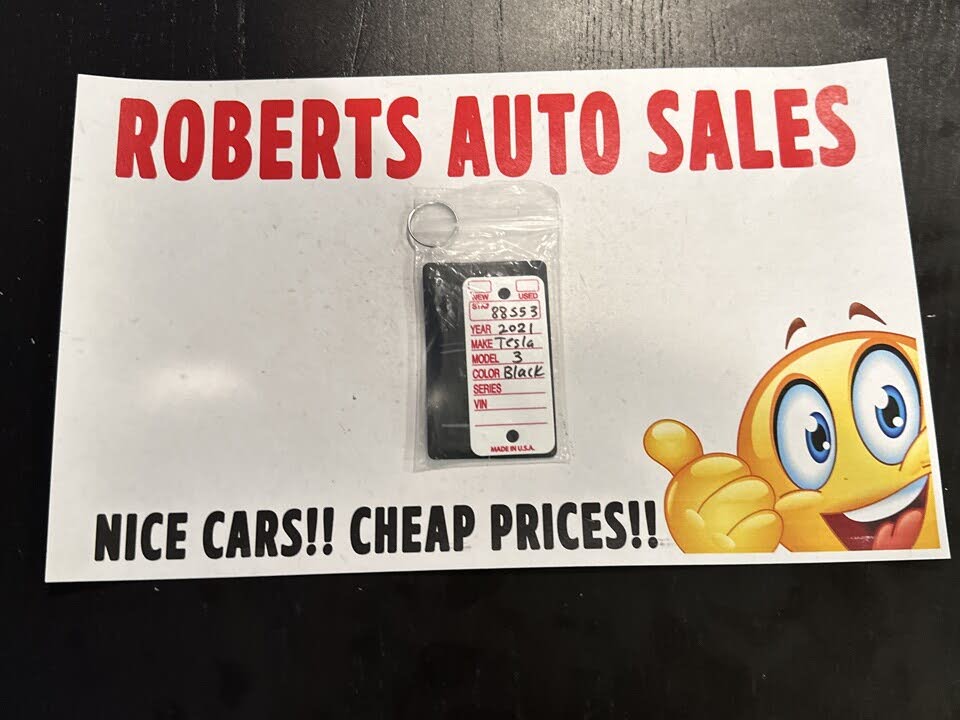 ROBERTS AUTO SALES
NEW USED
S/N 88553
YEAR 2021
MAKE Tesla
MODEL 3
COLOR Black
SERIES
VIN
MADE IN U.S.A.
NICE CARS!! CHEAP PRICES!!